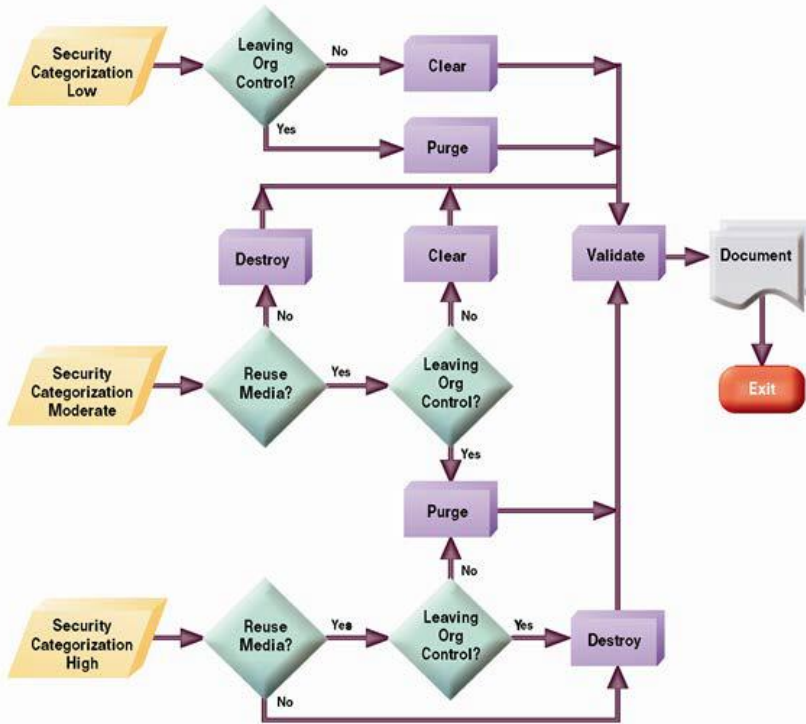 Security
Categorization
Low
Leaving
Org
Control?
No
Clear
Yes
Purge
Destroy
Clear
Validate
Document
No
No
Security
Categorization
Moderate
Reuse
Media?
Yes
Leaving
Org
Control?
Exit
Yes
Purge
No
Security
Categorization
High
Reuse
Media?
Yes
Leaving
Org
Control?
Yes
Destroy
No